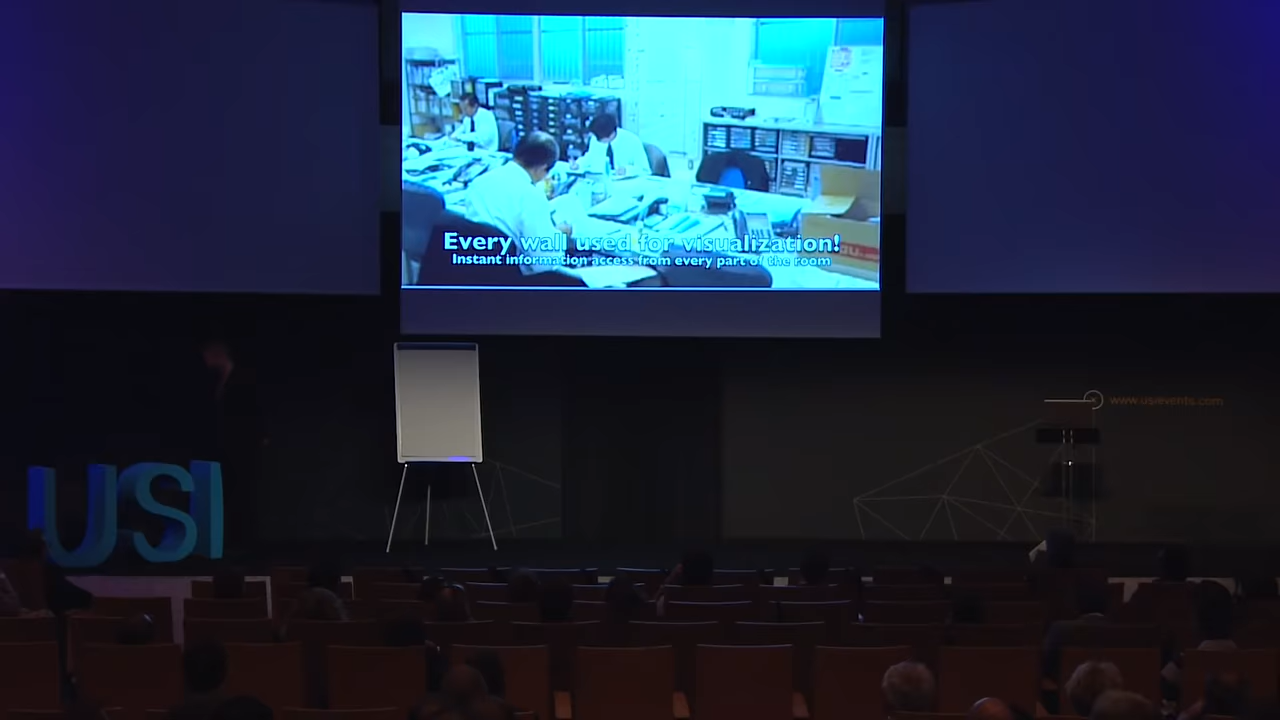 Every wall used for visualization!
Instant information access from every part of the room
www.usievents.com
USI